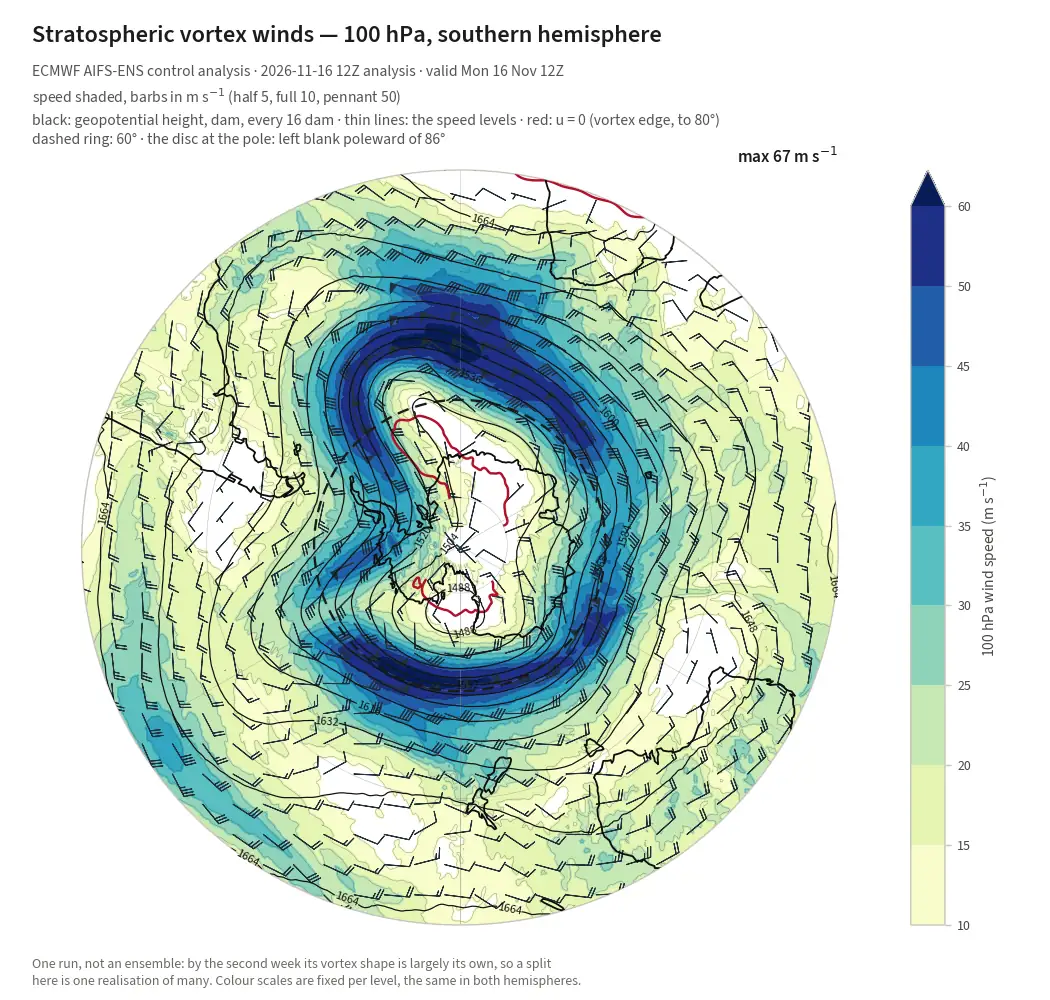 Stratospheric vortex winds — 100 hPa, southern hemisphere
ECMWF AIFS-ENS control analysis · 2026-11-16 12Z analysis · valid Mon 16 Nov 12Z
speed shaded, barbs in m s⁻¹ (half 5, full 10, pennant 50)
black: geopotential height, dam, every 16 dam · thin lines: the speed levels · red: u = 0 (vortex edge, to 80°)
dashed ring: 60° · the disc at the pole: left blank poleward of 86°
max 67 m s⁻¹
1664
60
50
45
40
35
30
25
20
15
10
100 hPa wind speed (m s⁻¹)
1536
1600
1664
1520
1504
1488
1648
1632
1664
1664
1664
One run, not an ensemble: by the second week its vortex shape is largely its own, so a split
here is one realisation of many. Colour scales are fixed per level, the same in both hemispheres.